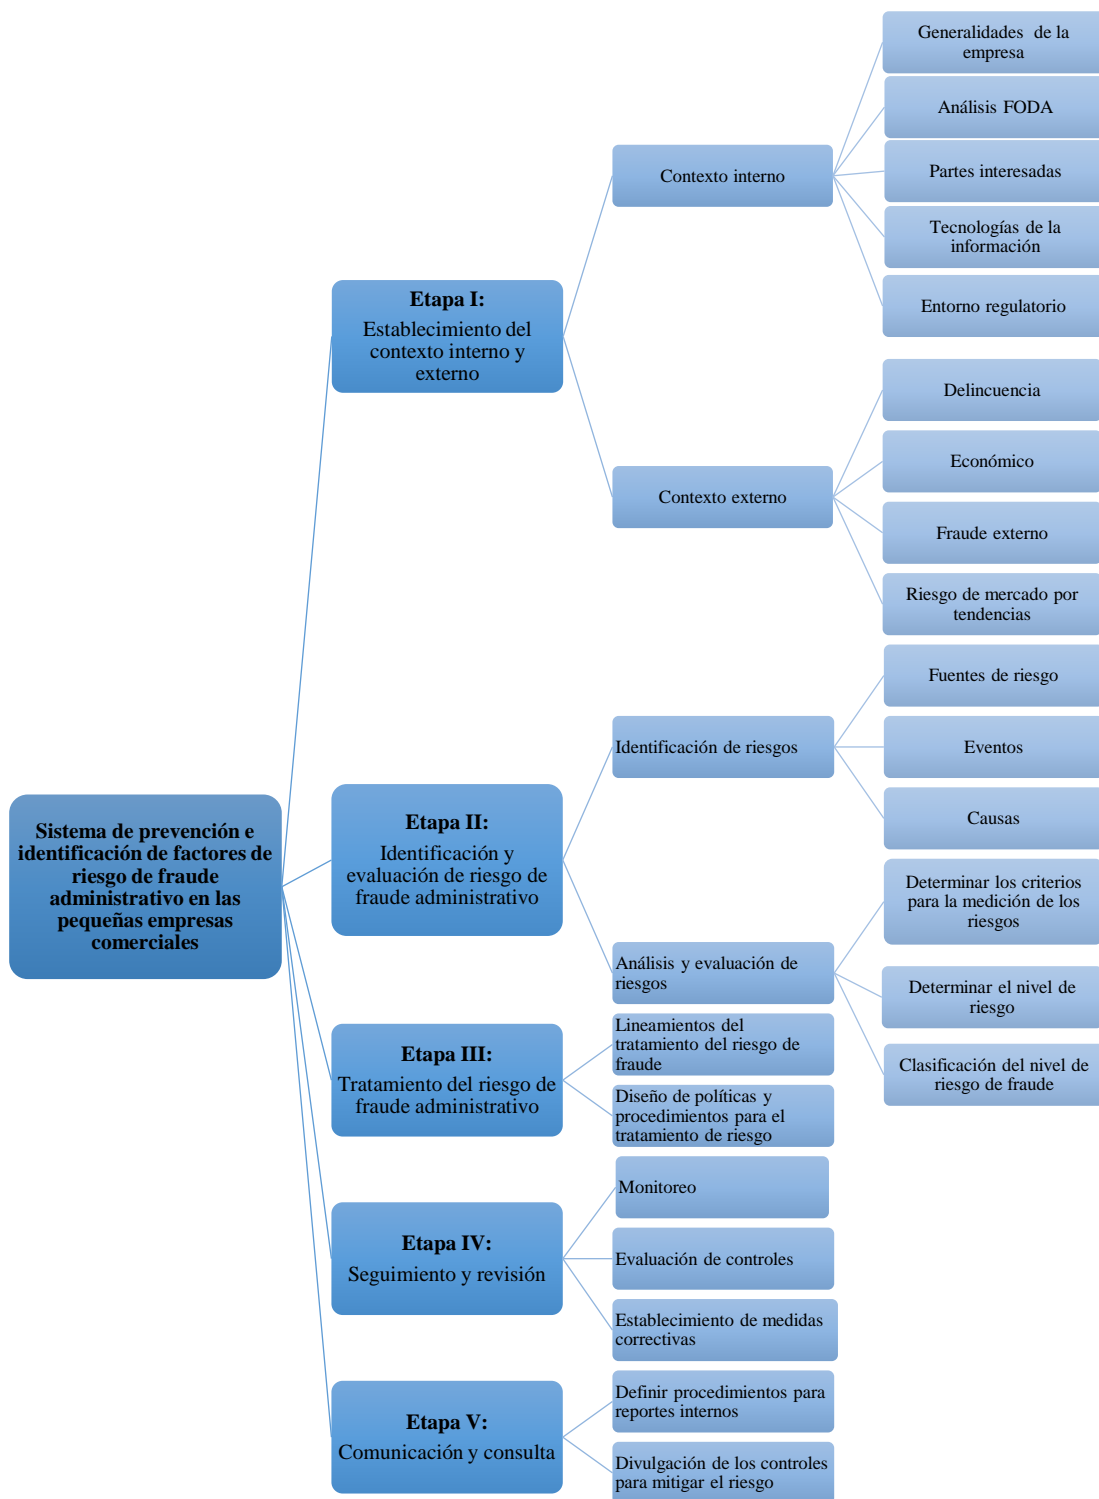 Sistema de prevención e
identificación de factores de
riesgo de fraude
administrativo en las
pequeñas empresas
comerciales
Etapa I:
Establecimiento del
contexto interno y
externo
Contexto interno
Generalidades de la
empresa
Análisis FODA
Partes interesadas
Tecnologías de la
información
Entorno regulatorio
Contexto externo
Delincuencia
Económico
Fraude externo
Riesgo de mercado por
tendencias
Etapa II:
Identificación y
evaluación de riesgo de
fraude administrativo
Identificación de riesgos
Fuentes de riesgo
Eventos
Causas
Análisis y evaluación de
riesgos
Determinar los criterios
para la medición de los
riesgos
Determinar el nivel de
riesgo
Clasificación del nivel de
riesgo de fraude
Etapa III:
Tratamiento del riesgo de
fraude administrativo
Lineamientos del
tratamiento del riesgo de
fraude
Diseño de políticas y
procedimientos para el
tratamiento de riesgo
Etapa IV:
Seguimiento y revisión
Monitoreo
Evaluación de controles
Establecimiento de medidas
correctivas
Etapa V:
Comunicación y consulta
Definir procedimientos para
reportes internos
Divulgación de los controles
para mitigar el riesgo